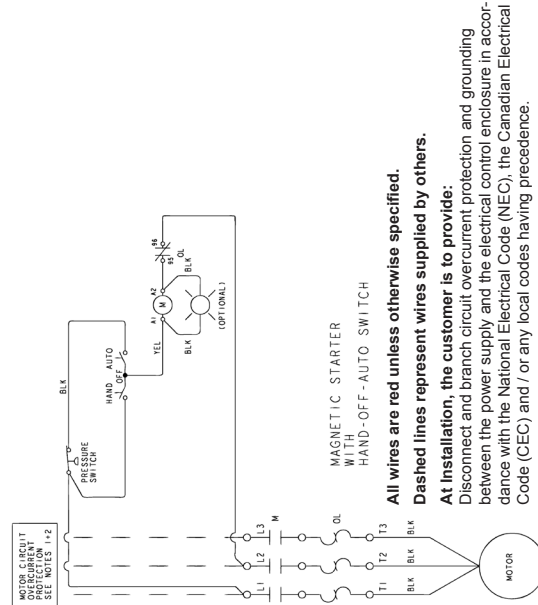 MOTOR CIRCUIT
OVERCURRENT
PROTECTION
SEE NOTES 1+2
PRESSURE
SWITCH
BLK
HAND
OFF
AUTO
YEL
A1
M
A2
95
96
OL
BLK
BLK
(OPTIONAL)
L1
L2
L3
M
OL
T1
T2
T3
BLK
BLK
BLK
MOTOR
MAGNETIC STARTER
WITH
HAND-OFF-AUTO SWITCH
All wires are red unless otherwise specified.
Dashed lines represent wires supplied by others.
At Installation, the customer is to provide:
Disconnect and branch circuit overcurrent protection and grounding
between the power supply and the electrical control enclosure in accor-
dance with the National Electrical Code (NEC), the Canadian Electrical
Code (CEC) and / or any local codes having precedence.